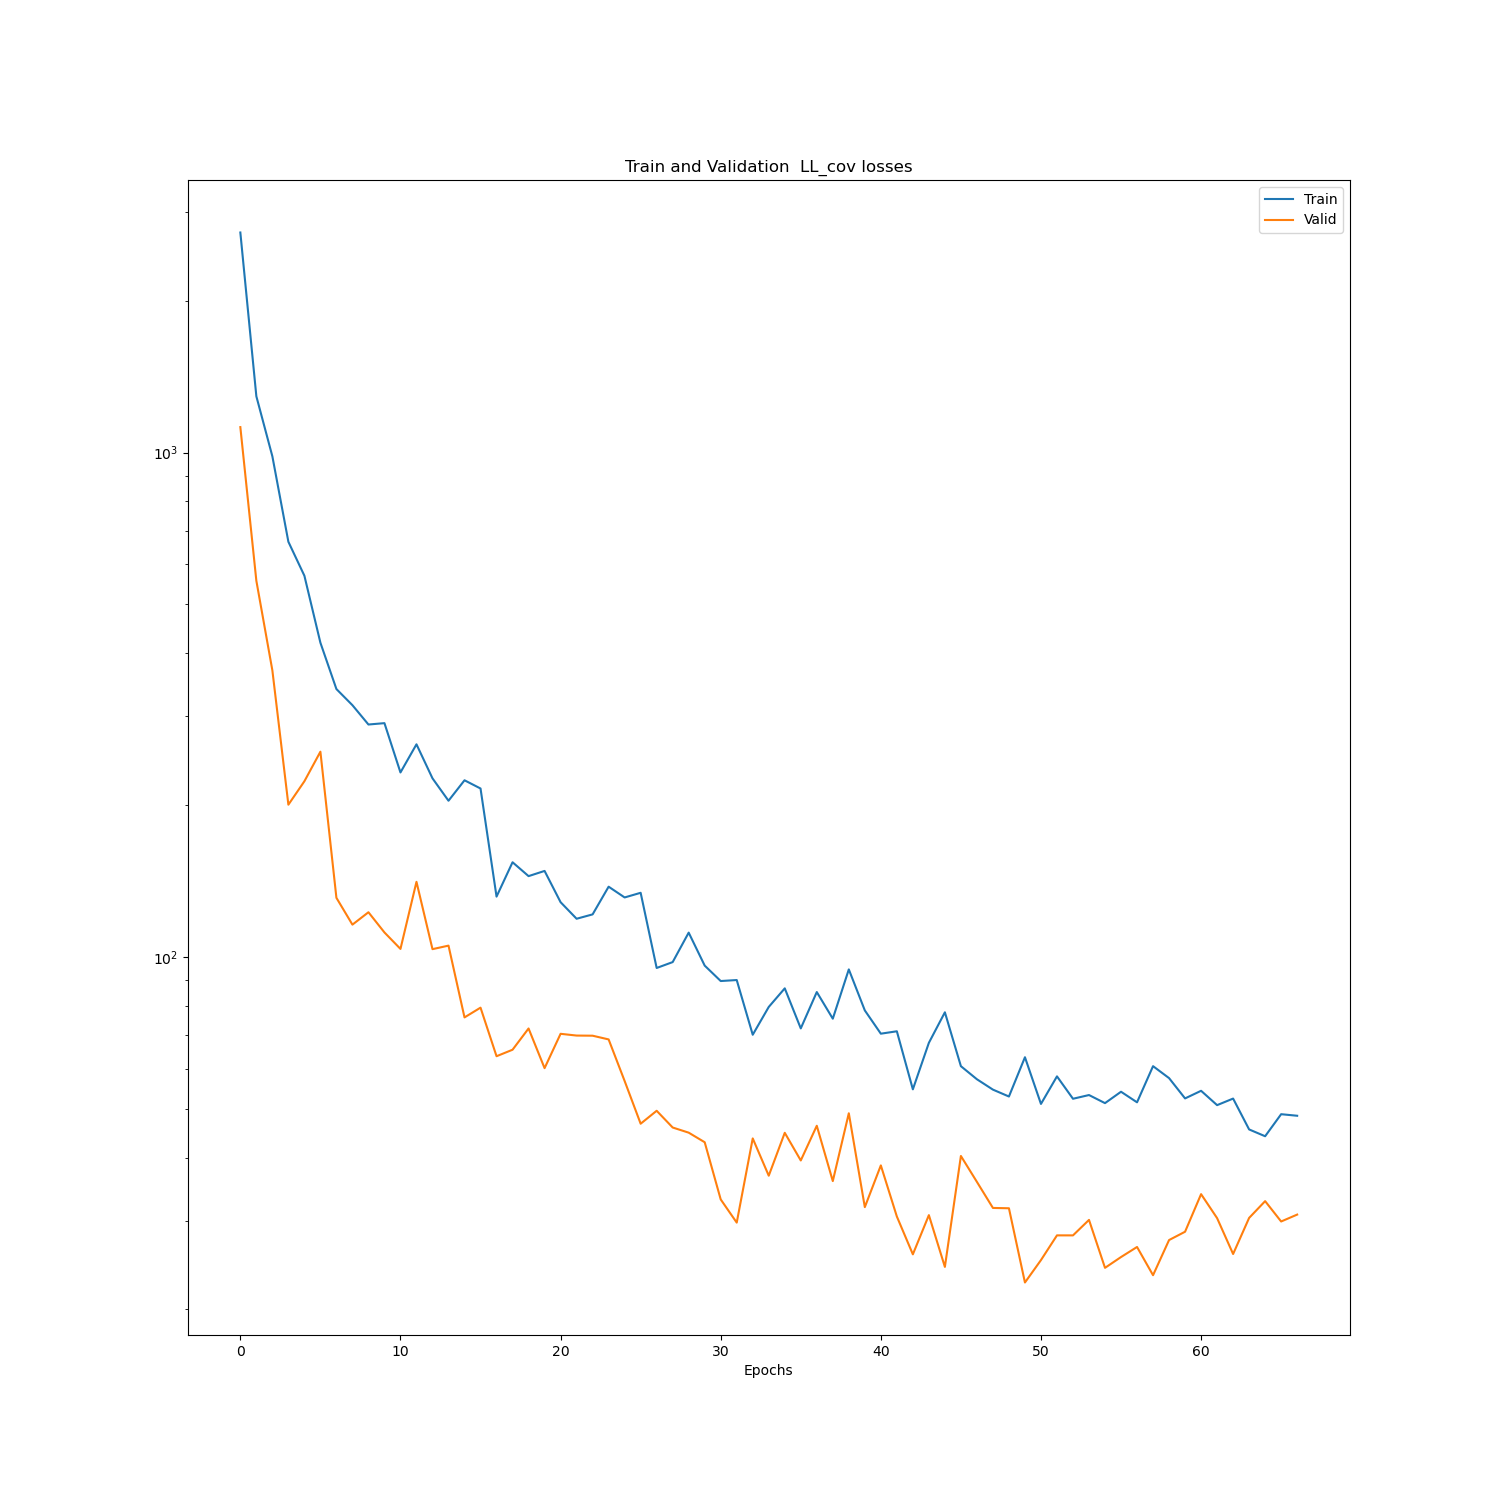 Train and Validation  LL_cov losses
Train
Valid
10³
10²
0 10 20 30 40 50 60
Epochs